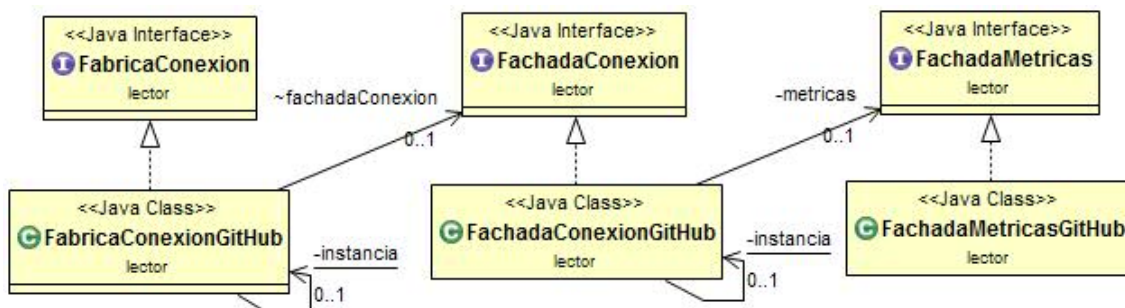 <<Java Interface>>
FabricaConexion
lector
<<Java Interface>>
FachadaConexion
lector
<<Java Interface>>
FachadaMetricas
lector
~fachadaConexion
0..1
-metricas
0..1
<<Java Class>>
FabricaConexionGitHub
lector
-instancia
0..1
<<Java Class>>
FachadaConexionGitHub
lector
-instancia
0..1
<<Java Class>>
FachadaMetricasGitHub
lector